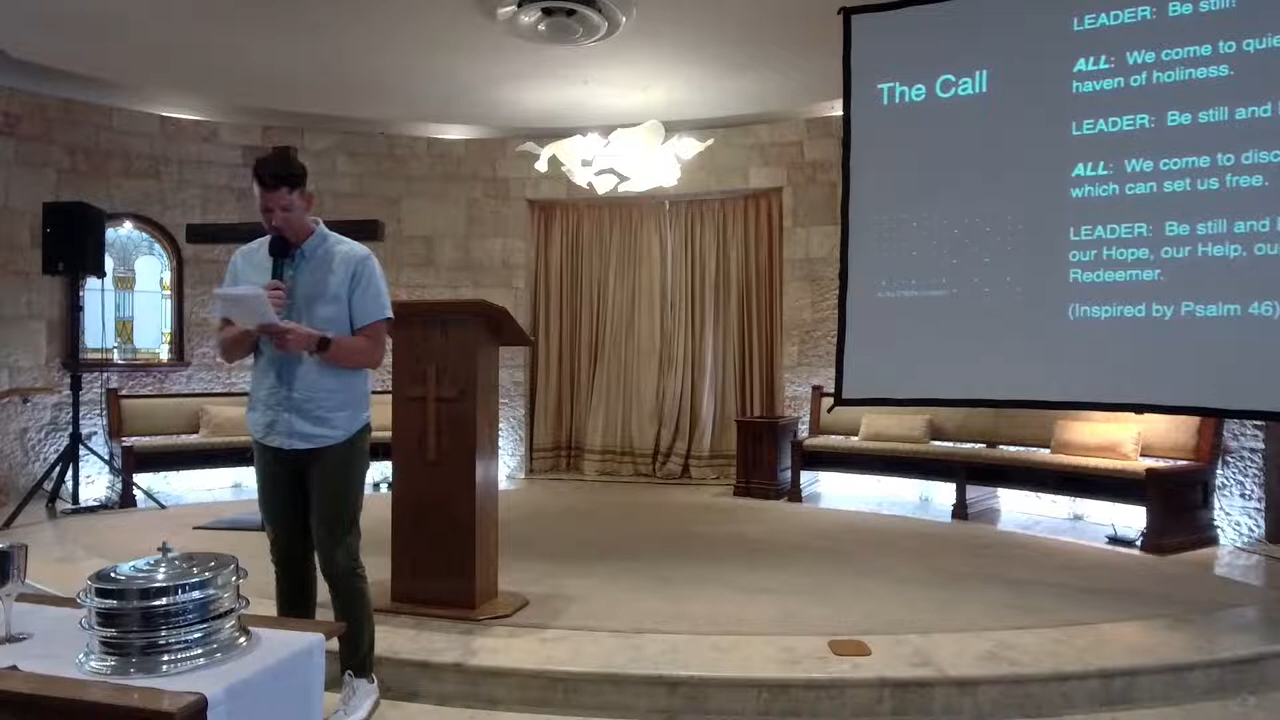 The Call
LEADER: Be still!
ALL: We come to quie
haven of holiness.
LEADER: Be still and
ALL: We come to disc
which can set us free.
LEADER: Be still and
our Hope, our Help, ou
Redeemer.
(Inspired by Psalm 46)